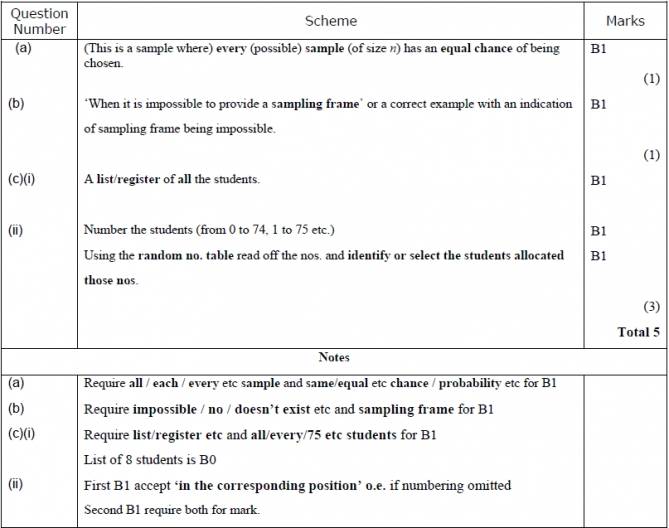 Question Number Scheme Marks
(a) (This is a sample where) every (possible) sample (of size n) has an equal chance of being B1
chosen.
(1)
(b) ‘When it is impossible to provide a sampling frame’ or a correct example with an indication B1
of sampling frame being impossible.
(1)
(c)(i) A list/register of all the students. B1
(ii) Number the students (from 0 to 74, 1 to 75 etc.) B1
Using the random no. table read off the nos. and identify or select the students allocated B1
those nos.
(3)
Total 5
Notes
(a) Require all / each / every etc sample and same/equal etc chance / probability etc for B1
(b) Require impossible / no / doesn’t exist etc and sampling frame for B1
(c)(i) Require list/register etc and all/every/75 etc students for B1
List of 8 students is B0
(ii) First B1 accept ‘in the corresponding position’ o.e. if numbering omitted
Second B1 require both for mark.